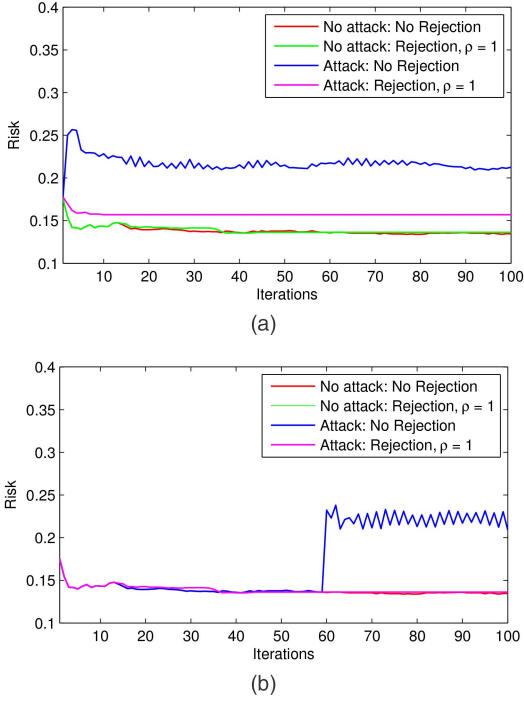 0.4
0.35
0.3
0.25
0.2
0.15
0.1
Risk
No attack: No Rejection
No attack: Rejection, ρ = 1
Attack: No Rejection
Attack: Rejection, ρ = 1
10 20 30 40 50 60 70 80 90 100
Iterations
(a)
0.4
0.35
0.3
0.25
0.2
0.15
0.1
Risk
No attack: No Rejection
No attack: Rejection, ρ = 1
Attack: No Rejection
Attack: Rejection, ρ = 1
10 20 30 40 50 60 70 80 90 100
Iterations
(b)